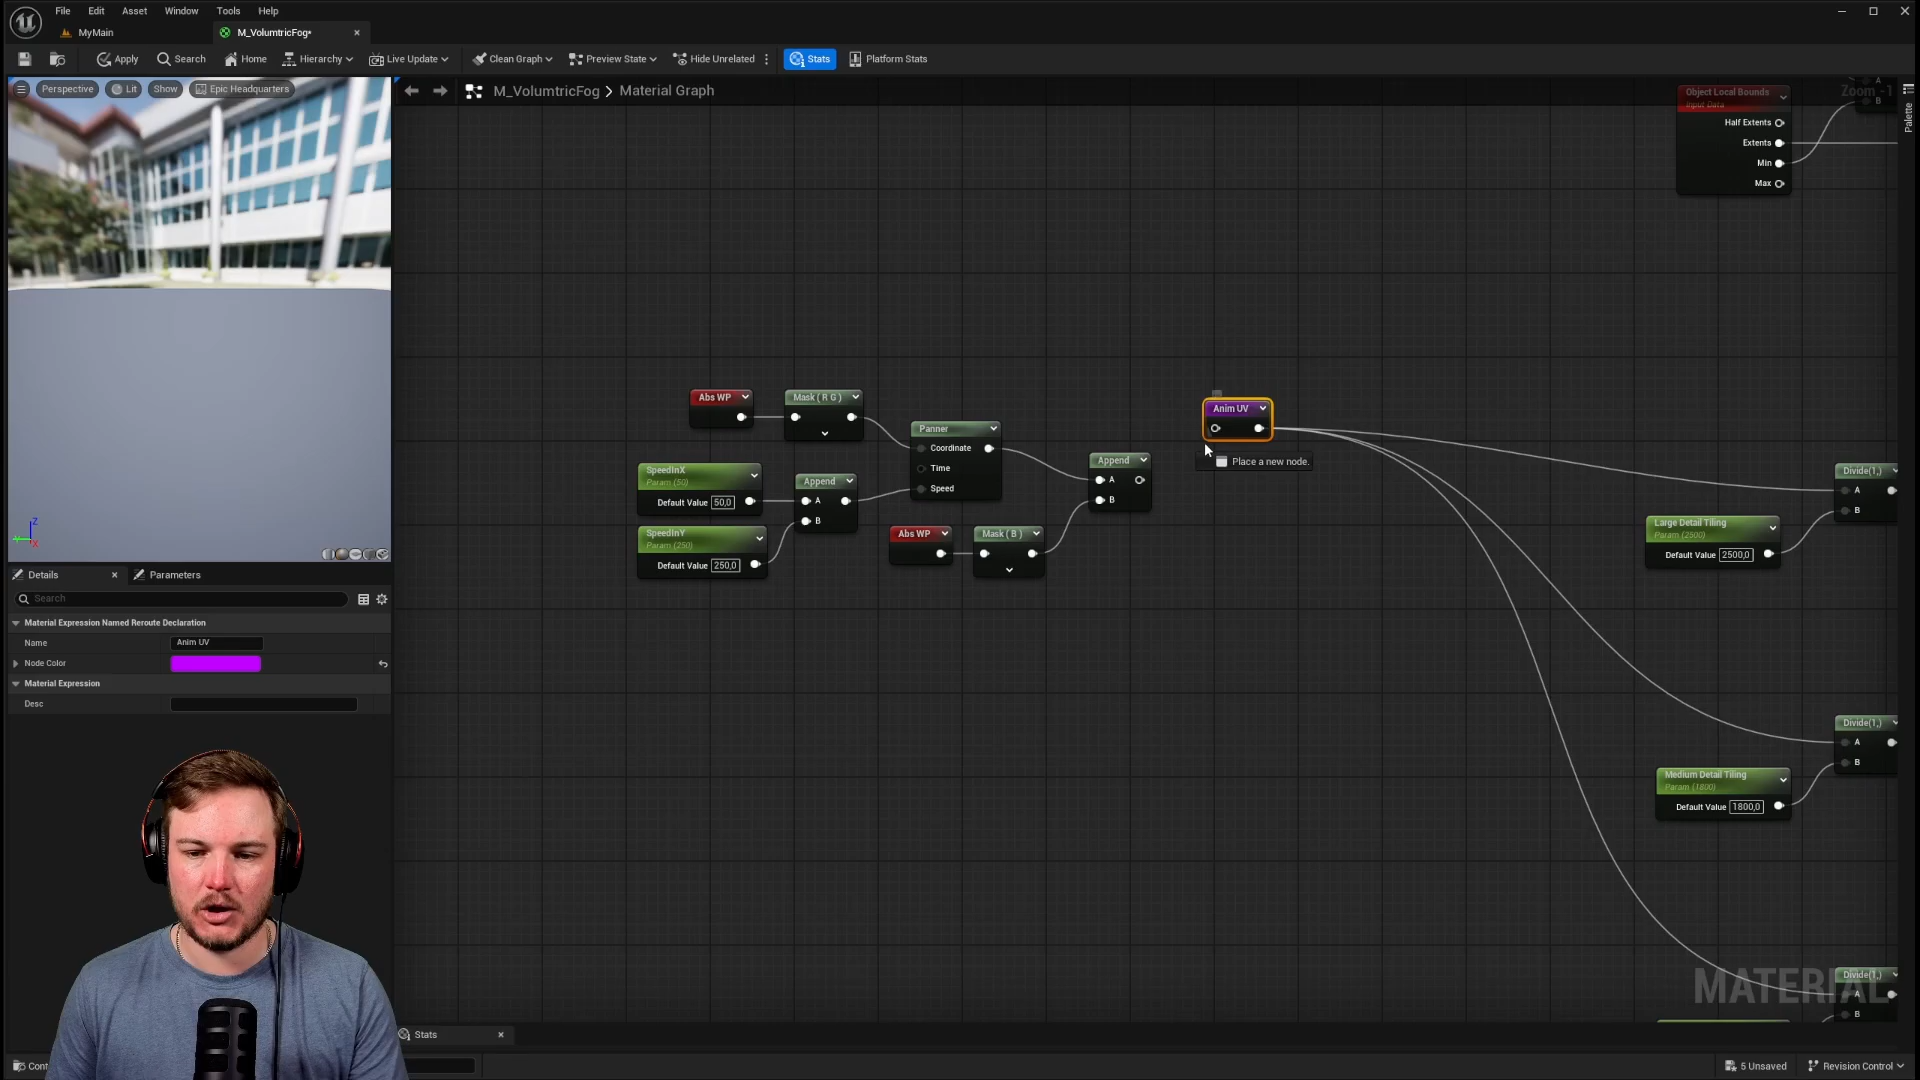 File Edit Asset Window Tools Help
MyMain
M_VolumtricFog*
Apply Search Home Hierarchy Live Update Clean Graph Preview State Hide Unrelated Stats Platform Stats
Perspective Lit Show Epic Headquarters
M_VolumtricFog > Material Graph
Zoom -1
Palette
Object Local Bounds
Input Data
Half Extents
Extents
Min
Max
A
B
Abs WP
Mask ( R G )
Panner
Coordinate
Time
Speed
SpeedInX
Param (50)
Default Value 50,0
Append
A
B
SpeedInY
Param (250)
Default Value 250,0
Abs WP
Mask ( B )
Append
A
B
Anim UV
Place a new node.
Divide(1,)
A
B
Large Detail Tiling
Param (2500)
Default Value 2500,0
Divide(1,)
A
B
Medium Detail Tiling
Param (1800)
Default Value 1800,0
Divide(1,)
A
B
MATERIAL
Z
Details
Parameters
Search
Material Expression Named Reroute Declaration
Name Anim UV
Node Color
Material Expression
Desc
Stats
Cont
5 Unsaved
Revision Control